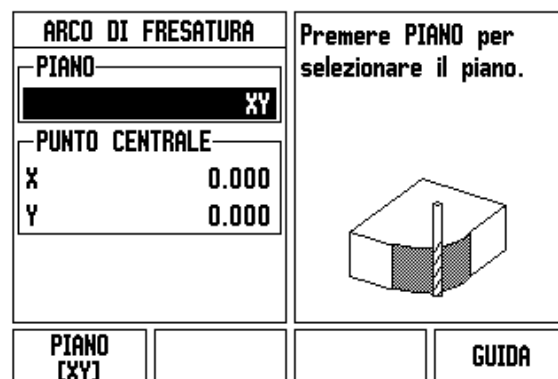 ARCO DI FRESATURA
PIANO
XY
PUNTO CENTRALE
X 0.000
Y 0.000
Premere PIANO per
selezionare il piano.
PIANO
[XY]
GUIDA